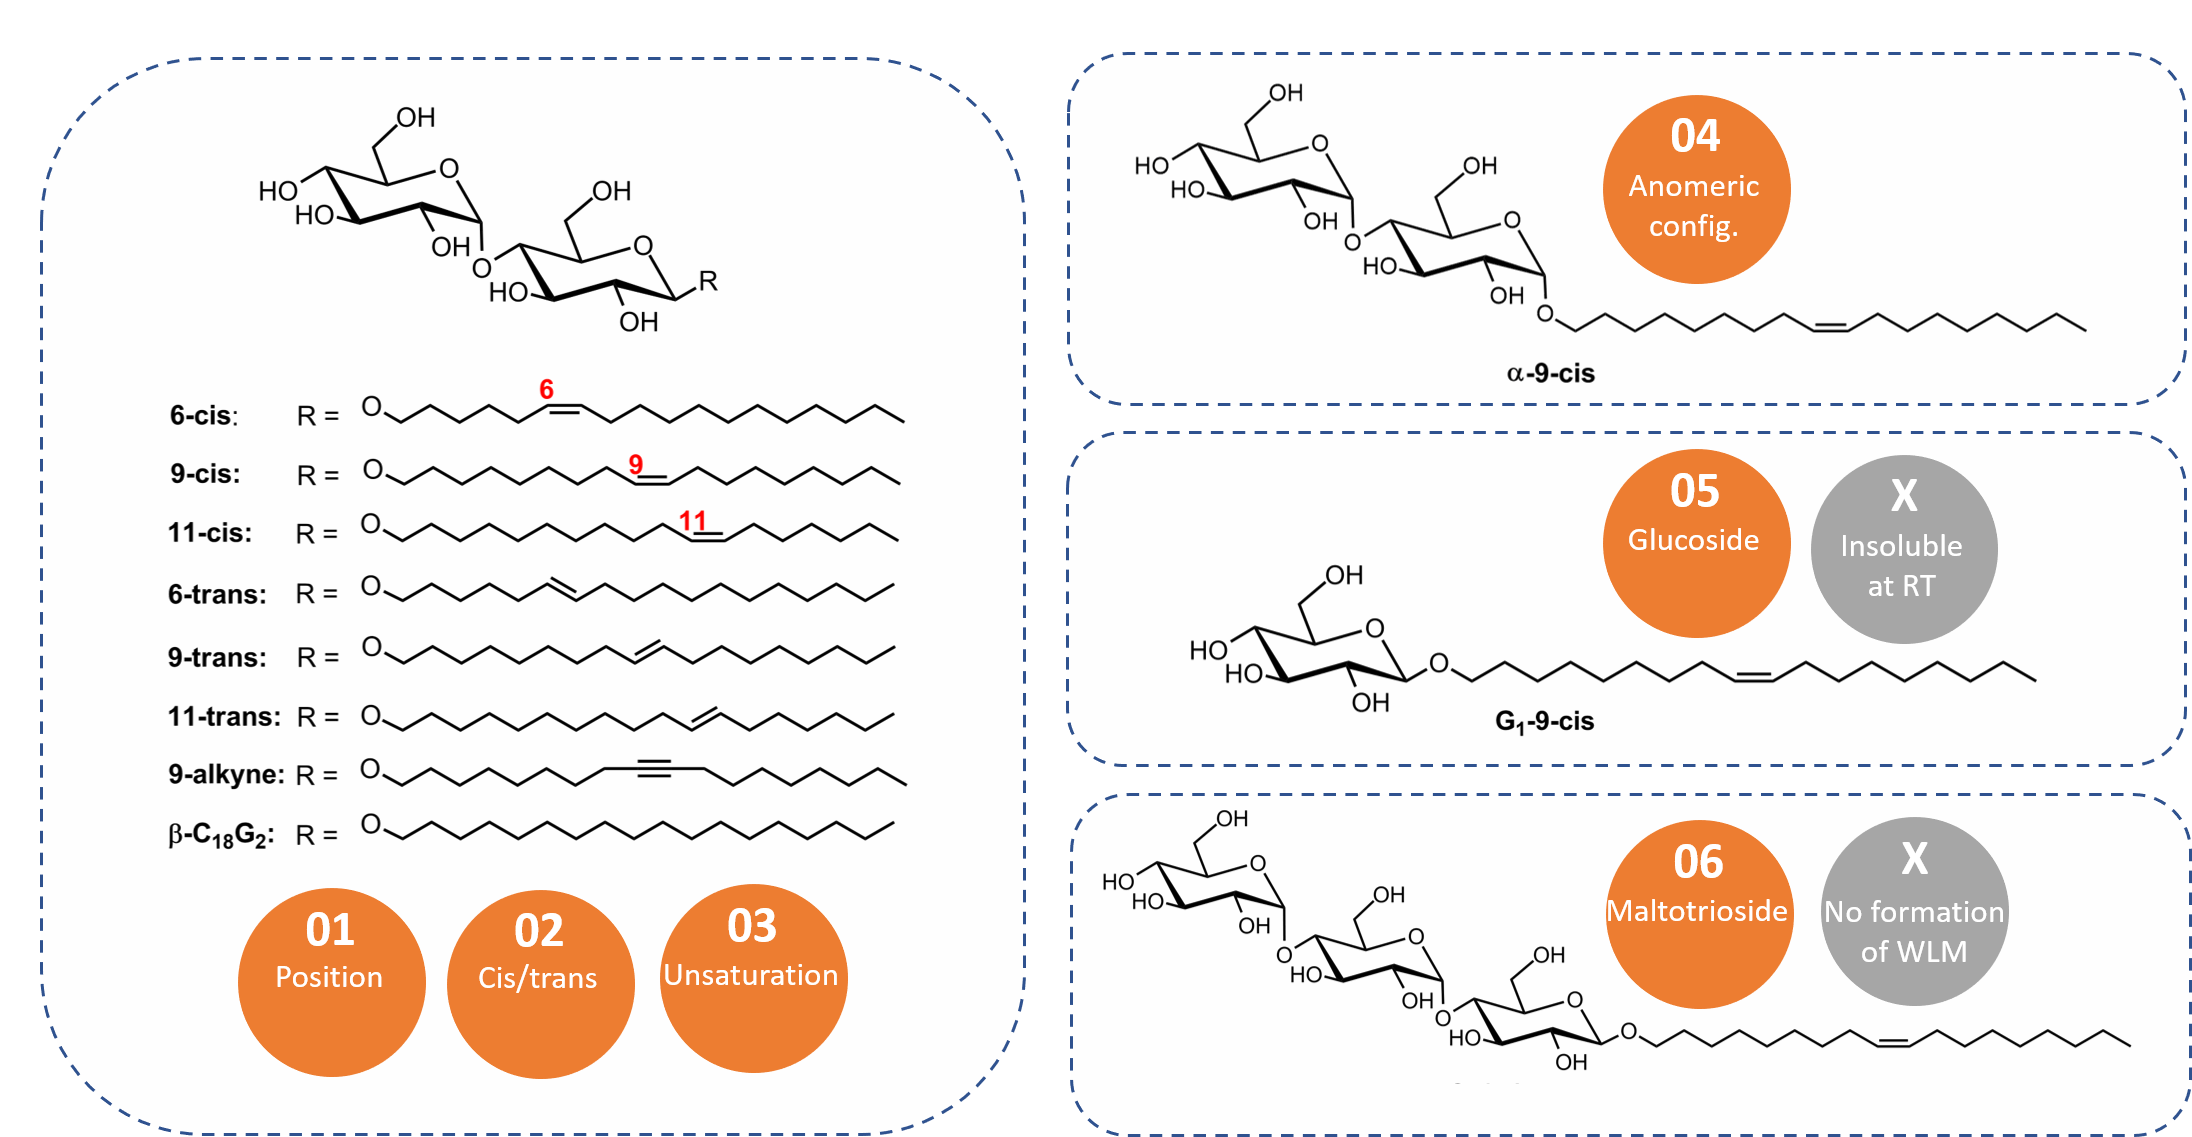 OH
O
HO
HO
OH
OH
O
O
HO
R
OH
6-cis: R = O 6
9-cis: R = O 9
11-cis: R = O 11
6-trans: R = O
9-trans: R = O
11-trans: R = O
9-alkyne: R = O
β-C18G2: R = O
01
Position
02
Cis/trans
03
Unsaturation
OH
O
HO
HO
OH
OH
O
O
HO
OH
O
α-9-cis
04
Anomeric
config.
OH
O
HO
HO
OH
O
G1-9-cis
05
Glucoside
X
Insoluble
at RT
OH
O
HO
HO
OH
OH
O
O
HO
OH
OH
O
O
HO
OH
O
06
Maltotrioside
X
No formation
of WLM